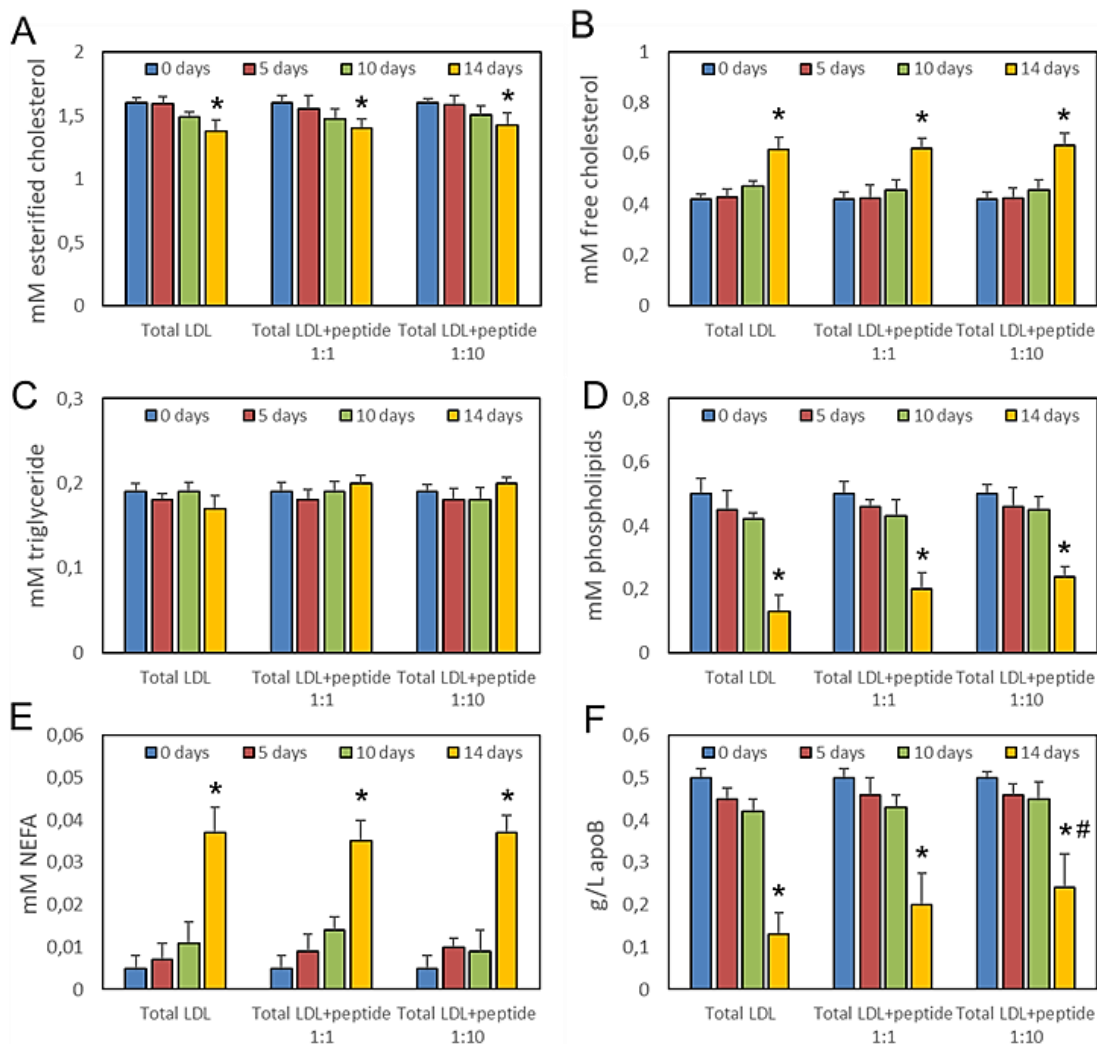 A
mM esterified cholesterol
2
1,5
1
0,5
0
0 days 5 days 10 days 14 days
* * *
Total LDL Total LDL+peptide Total LDL+peptide
1:1 1:10
B
mM free cholesterol
1
0,8
0,6
0,4
0,2
0
0 days 5 days 10 days 14 days
* * *
Total LDL Total LDL+peptide Total LDL+peptide
1:1 1:10
C
mM triglyceride
0,3
0,2
0,1
0
0 days 5 days 10 days 14 days
Total LDL Total LDL+peptide Total LDL+peptide
1:1 1:10
D
mM phospholipids
0,8
0,6
0,4
0,2
0
0 days 5 days 10 days 14 days
* * *
Total LDL Total LDL+peptide Total LDL+peptide
1:1 1:10
E
mM NEFA
0,06
0,05
0,04
0,03
0,02
0,01
0
0 days 5 days 10 days 14 days
* * *
Total LDL Total LDL+peptide Total LDL+peptide
1:1 1:10
F
g/L apoB
0,6
0,5
0,4
0,3
0,2
0,1
0
0 days 5 days 10 days 14 days
* * *#
Total LDL Total LDL+peptide Total LDL+peptide
1:1 1:10